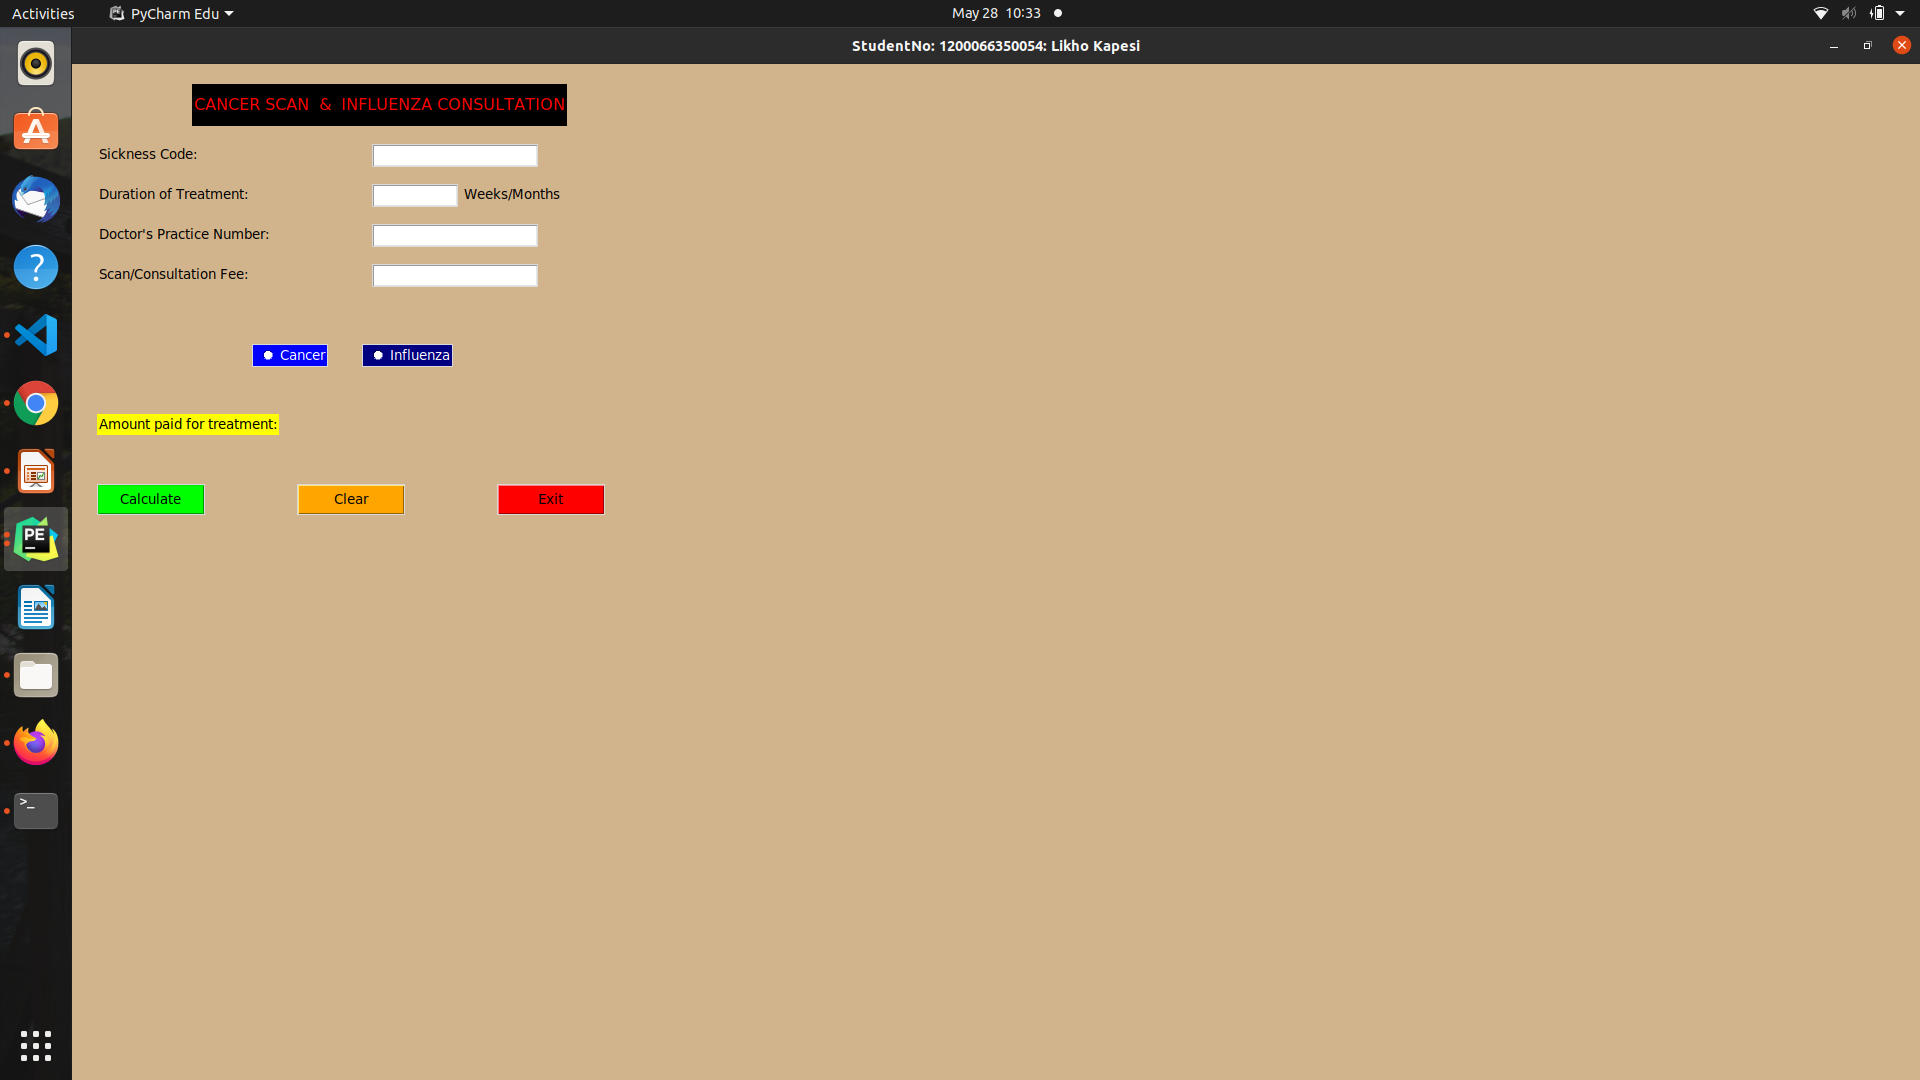 Activities
PyCharm Edu
May 28 10:33
StudentNo: 1200066350054: Likho Kapesi
CANCER SCAN & INFLUENZA CONSULTATION
Sickness Code:
Duration of Treatment:
Weeks/Months
Doctor's Practice Number:
Scan/Consultation Fee:
Cancer
Influenza
Amount paid for treatment:
Calculate
Clear
Exit
PE
>_